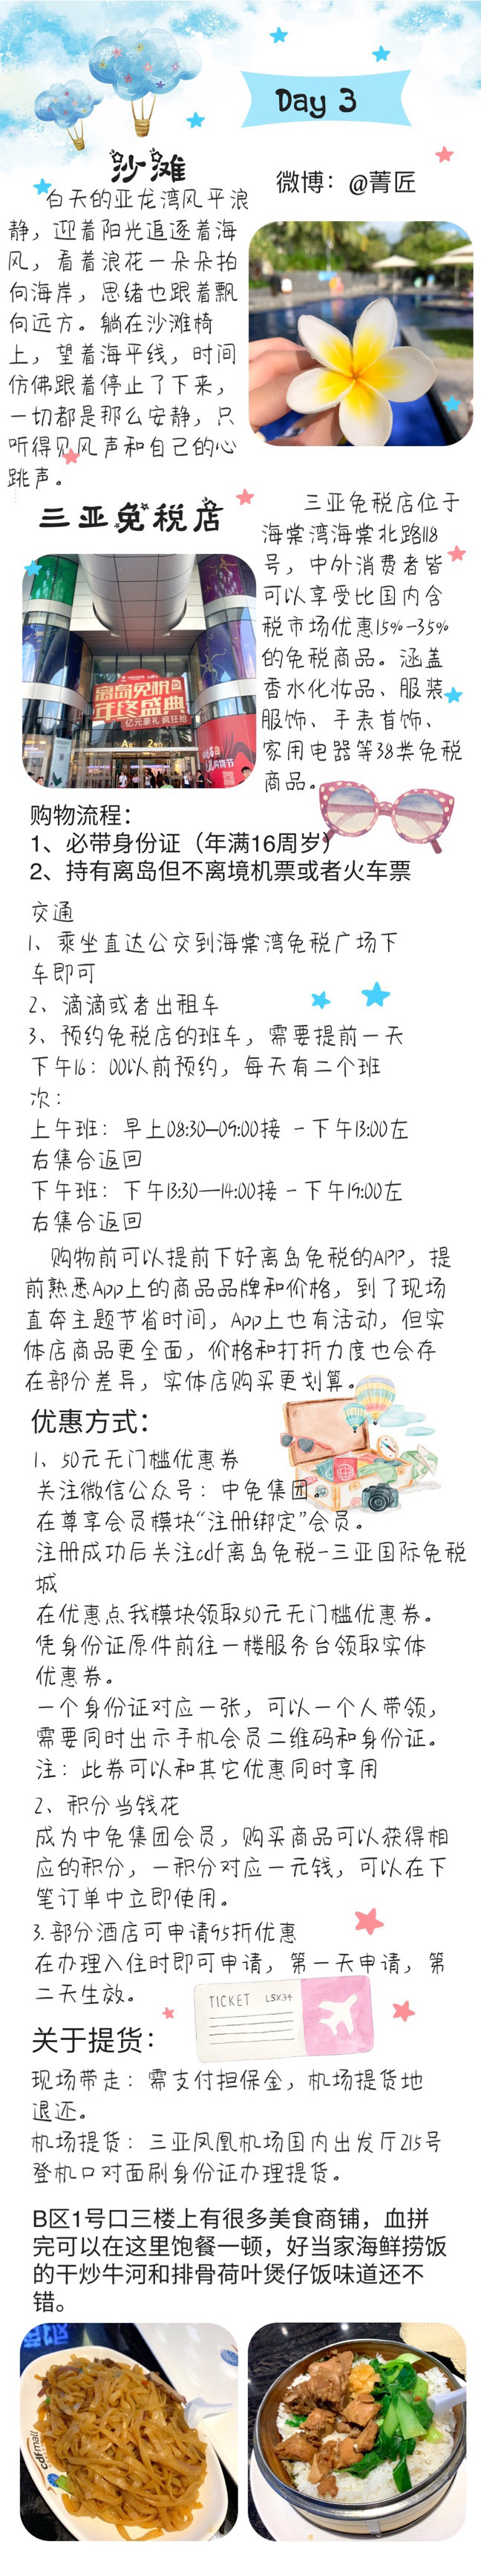 Day 3
沙滩
微博：@菁匠
白天的亚龙湾风平浪
静，迎着阳光追逐着海
风，看着浪花一朵朵拍
向海岸，思绪也跟着飘
向远方。躺在沙滩椅
上，望着海平线，时间
仿佛跟着停止了下来，
一切都是那么安静，只
听得见风声和自己的心
跳声。
三亚免税店
三亚免税店位于
海棠湾海棠北路118
号，中外消费者皆
可以享受比国内含
税市场优惠15%-35%
的免税商品。涵盖
香水化妆品、服装
服饰、手表首饰、
家用电器等38类免税
商品。
离岛免税
年终盛典
亿元豪礼 疯狂抢
购物流程：
1、必带身份证（年满16周岁）
2、持有离岛但不离境机票或者火车票
交通
1、乘坐直达公交到海棠湾免税广场下
车即可
2、滴滴或者出租车
3、预约免税店的班车，需要提前一天
下午16：00以前预约，每天有二个班
次：
上午班：早上08:30—09:00接 -下午13:00左
右集合返回
下午班：下午13:30—14:00接 -下午19:00左
右集合返回
购物前可以提前下好离岛免税的APP，提
前熟悉App上的商品品牌和价格，到了现场
直奔主题节省时间，App上也有活动，但实
体店商品更全面，价格和打折力度也会存
在部分差异，实体店购买更划算。
优惠方式：
1、50元无门槛优惠券
关注微信公众号：中免集团。
在尊享会员模块“注册绑定”会员。
注册成功后关注cdf离岛免税-三亚国际免税
城
在优惠点我模块领取50元无门槛优惠券。
凭身份证原件前往一楼服务台领取实体
优惠券。
一个身份证对应一张，可以一个人带领，
需要同时出示手机会员二维码和身份证。
注：此券可以和其它优惠同时享用
2、积分当钱花
成为中免集团会员，购买商品可以获得相
应的积分，一积分对应一元钱，可以在下
笔订单中立即使用。
3.部分酒店可申请95折优惠
在办理入住时即可申请，第一天申请，第
二天生效。
TICKET L5X34
关于提货：
现场带走：需支付担保金，机场提货地
退还。
机场提货：三亚凤凰机场国内出发厅215号
登机口对面刷身份证办理提货。
B区1号口三楼上有很多美食商铺，血拼
完可以在这里饱餐一顿，好当家海鲜捞饭
的干炒牛河和排骨荷叶煲仔饭味道还不
错。